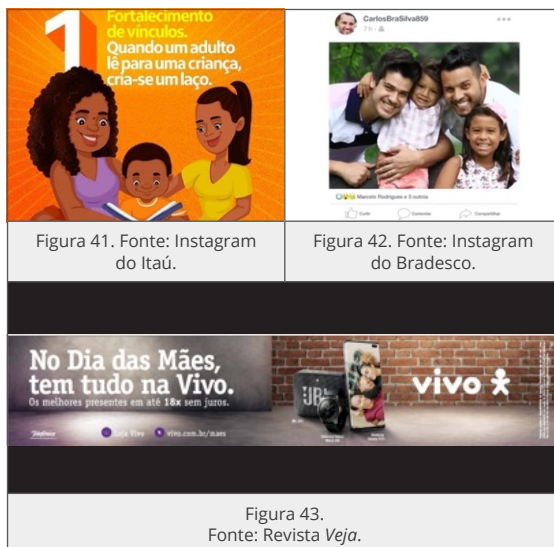 1
Fortalecimento
de vínculos.
Quando um adulto
lê para uma criança,
cria-se um laço.
CarlosBraSilva859
7 h
Marcelo Rodrigues e 3 outros
Curtir
Comentar
Compartilhar
Figura 41. Fonte: Instagram
do Itaú.
Figura 42. Fonte: Instagram
do Bradesco.
No Dia das Mães,
tem tudo na Vivo.
Os melhores presentes em até 18x sem juros.
Telefónica
Loja Vivo
vivo.com.br/maes
JBL
vivo
Figura 43.
Fonte: Revista Veja.